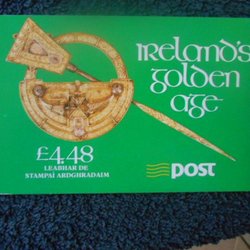 IRELAND'S
golden
age
£4.48
LEABHAR DE
STAMPAÍ ARDGHRADAIM
post